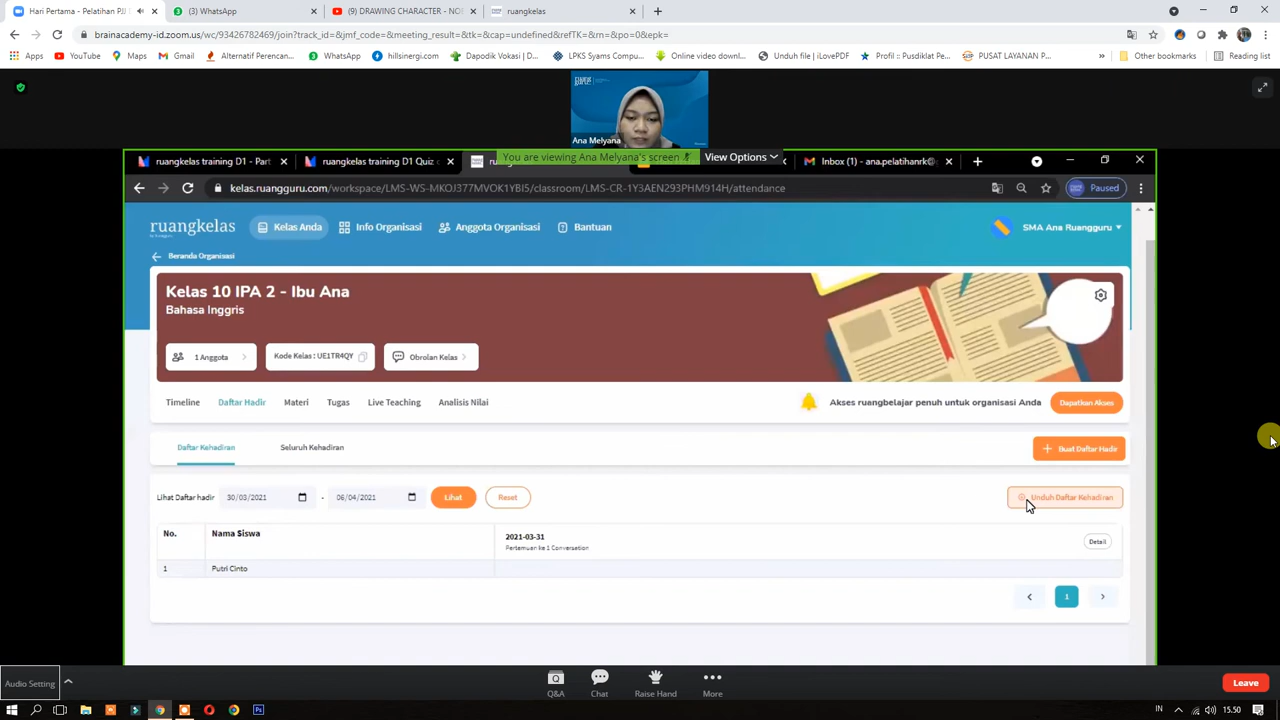 Hari Pertama - Pelatihan PJJ
(3) WhatsApp
(9) DRAWING CHARACTER - NO
ruangkelas
brainacademy-id.zoom.us/wc/93426782469/join?track_id=&jmf_code=&meeting_result=&tk=&cap=undefined&refTK=&rn=&po=0&epk=
Apps
YouTube
Maps
Gmail
Alternatif Perencan...
WhatsApp
hillsinergi.com
Dapodik Vokasi | D...
LPKS Syams Compu...
Online video downl...
Unduh file | iLovePDF
Profil :: Pusdiklat Pe...
PUSAT LAYANAN P...
Other bookmarks
Reading list
Ana Melyana
You are viewing Ana Melyana's screen
View Options
ruangkelas training D1 - Part
ruangkelas training D1 Quiz
Inbox (1) - ana.pelatihanrk@
kelas.ruangguru.com/workspace/LMS-WS-MKOJ377MVOK1YBI5/classroom/LMS-CR-1Y3AEN293PHM914H/attendance
Paused
ruangkelas
Kelas Anda
Info Organisasi
Anggota Organisasi
Bantuan
SMA Ana Ruangguru
Beranda Organisasi
Kelas 10 IPA 2 - Ibu Ana
Bahasa Inggris
1 Anggota
Kode Kelas : UE1TR4QY
Obrolan Kelas
Timeline
Daftar Hadir
Materi
Tugas
Live Teaching
Analisis Nilai
Akses ruangbelajar penuh untuk organisasi Anda
Dapatkan Akses
Daftar Kehadiran
Seluruh Kehadiran
Buat Daftar Hadir
Lihat Daftar hadir
30/03/2021
-
06/04/2021
Lihat
Reset
Unduh Daftar Kehadiran
No.
Nama Siswa
2021-03-31
Pertemuan ke 1 Conversation
Detail
1
Putri Cinto
1
Audio Setting
Q&A
Chat
Raise Hand
More
Leave
IN
15.50